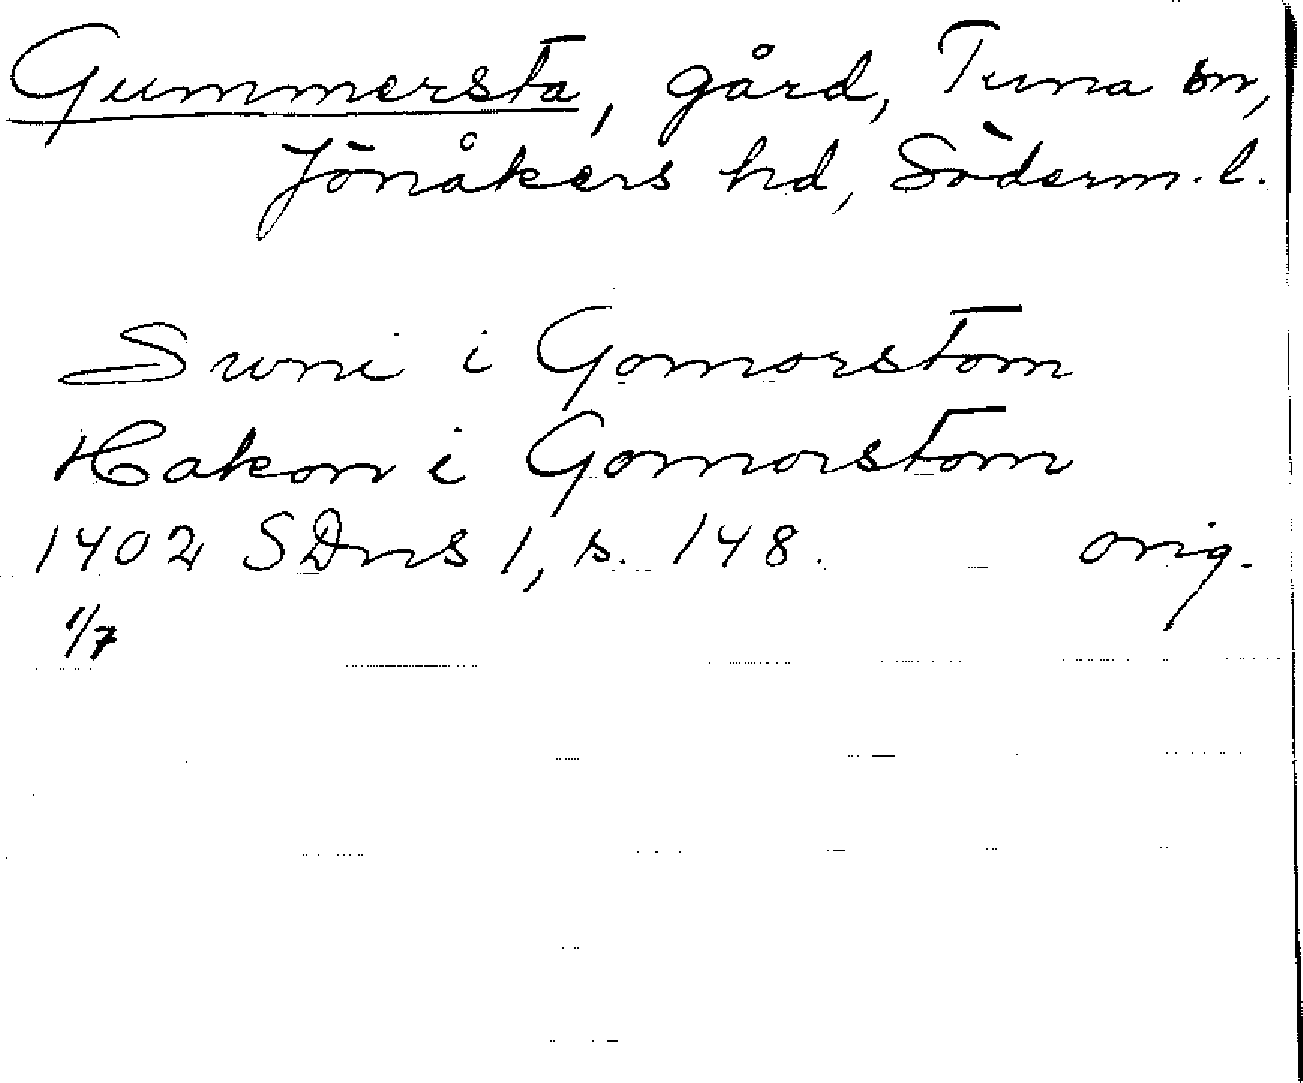 Gummersta, gård, Tuna sn,
Jönåkers hd, Söderm. l.
Suni i Gomorstom
Hakon i Gomorstom
1402 SDns 1, s. 148. orig.
1/7